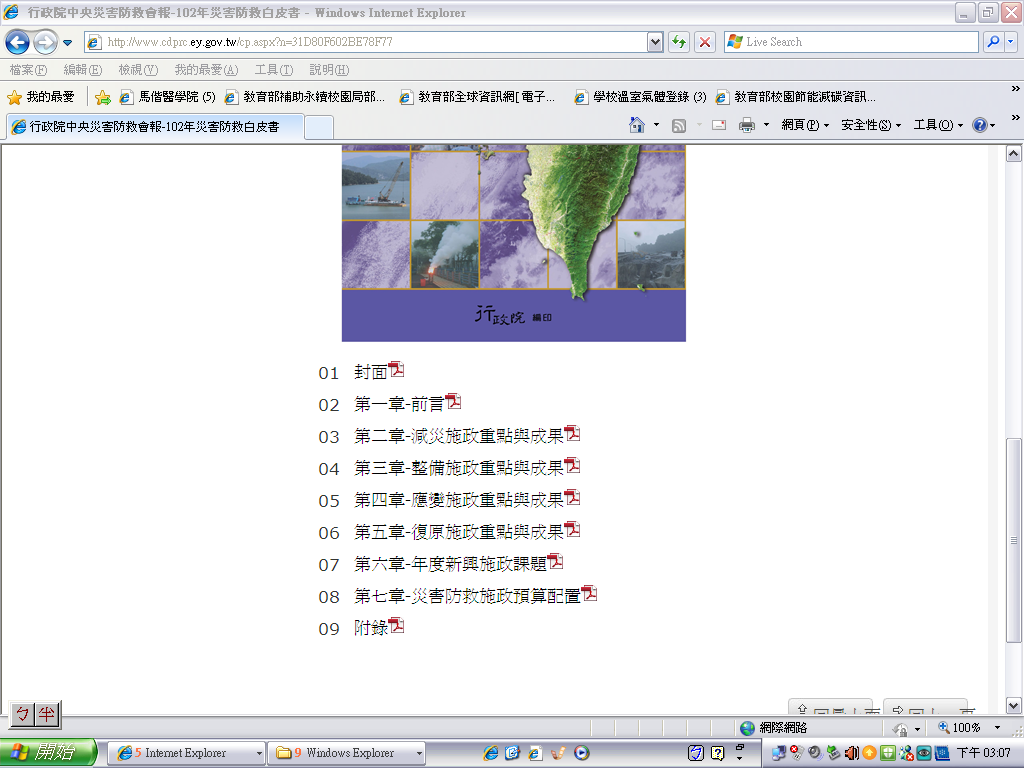 行政院中央災害防救會報-102年災害防救白皮書 - Windows Internet Explorer
http://www.cdprc.ey.gov.tw/cp.aspx?n=31D80F602BE78F77
Live Search
檔案(F) 編輯(E) 檢視(V) 我的最愛(A) 工具(T) 說明(H)
我的最愛 馬偕醫學院 (5) 教育部補助永續校園局部... 教育部全球資訊網[ 電子... 學校溫室氣體登錄 (3) 教育部校園節能減碳資訊... »
行政院中央災害防救會報-102年災害防救白皮書 網頁(P) 安全性(S) 工具(O) »
行政院 編印
01 封面
02 第一章-前言
03 第二章-減災施政重點與成果
04 第三章-整備施政重點與成果
05 第四章-應變施政重點與成果
06 第五章-復原施政重點與成果
07 第六章-年度新興施政課題
08 第七章-災害防救施政預算配置
09 附錄
ㄅ 半
網際網路 100%
開始 5 Internet Explorer 9 Windows Explorer 下午 03:07